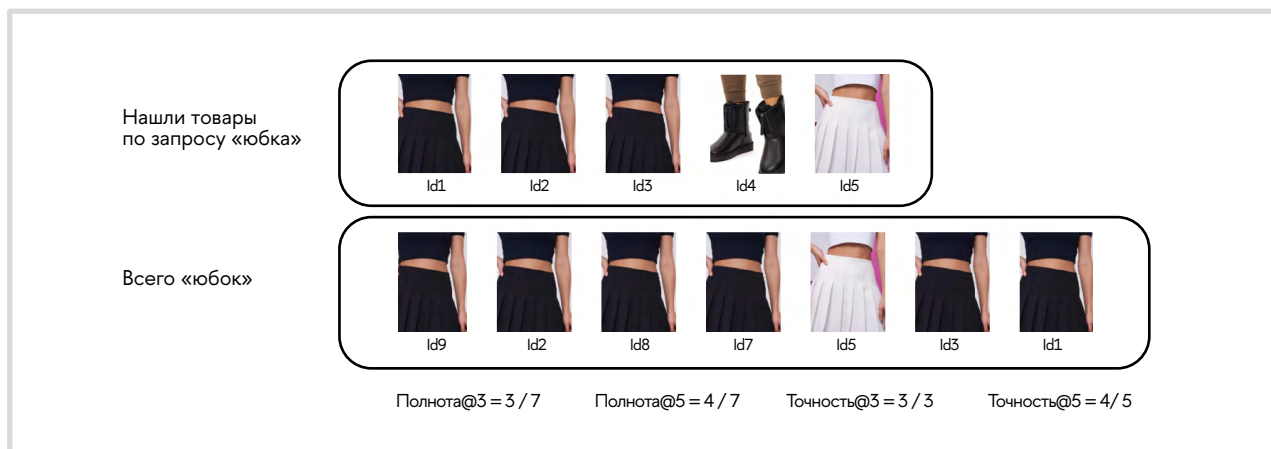 Нашли товары
по запросу «юбка»
Id1 Id2 Id3 Id4 Id5
Всего «юбок»
Id9 Id2 Id8 Id7 Id5 Id3 Id1
Полнота@3 = 3 / 7 Полнота@5 = 4 / 7 Точность@3 = 3 / 3 Точность@5 = 4/ 5